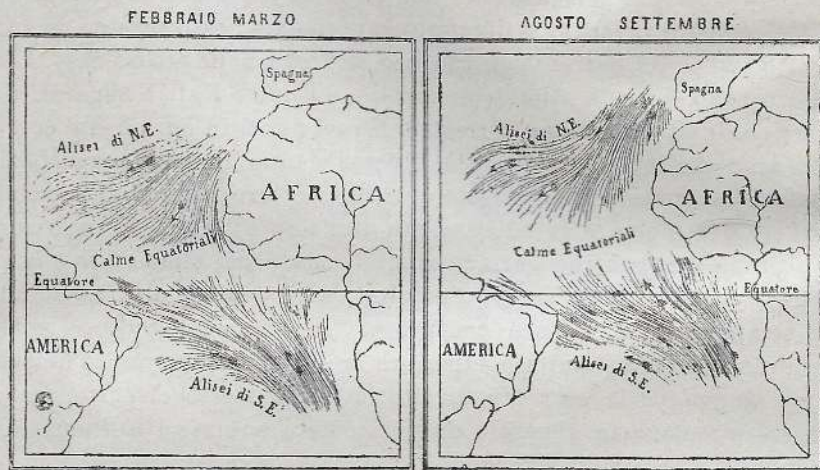 FEBBRAIO MARZO
Spagna
Alisei di N.E.
AFRICA
Calme Equatoriali
Equatore
AMERICA
Alisei di S.E.
AGOSTO SETTEMBRE
Spagna
Alisei di N.E.
AFRICA
Calme Equatoriali
Equatore
AMERICA
Alisei di S.E.